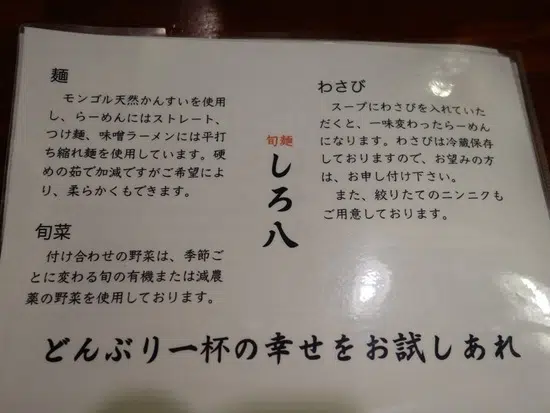 麺
モンゴル天然かんすいを使用
し、らーめんにはストレート、
つけ麺、味噌ラーメンには平打
ち縮れ麺を使用しています。硬
めの茹で加減ですがご希望によ
り、柔らかくもできます。
旬菜
付け合わせの野菜は、季節ご
とに変わる旬の有機または減農
薬の野菜を使用しております。
旬麺
しろ八
わさび
スープにわさびを入れていた
だくと、一味変わったらーめん
になります。わさびは冷蔵保存
しておりますので、お望みの方
は、お申し付け下さい。
また、絞りたてのニンニクも
ご用意しております。
どんぶり一杯の幸せをお試しあれ